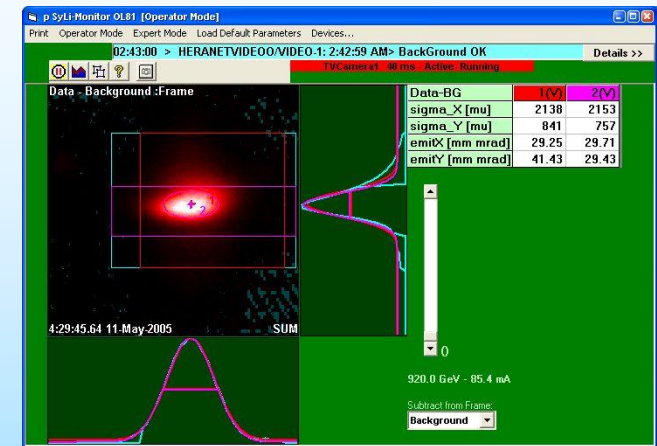 p SyLi-Monitor OL81 [Operator Mode]
Print Operator Mode Expert Mode Load Default Parameters Devices...
02:43:00 > HERANETVIDEOO/VIDEO-1: 2:42:59 AM> BackGround OK
Details >>
TVCamera1 40 ms - Active- Running
Data - Background :Frame
Data-BG 1(V) 2(V)
sigma_X [mu] 2138 2153
sigma_Y [mu] 841 757
emitX [mm mrad] 29.25 29.71
emitY [mm mrad] 41.43 29.43
1
2
4:29:45.64 11-May-2005 SUM
0
920.0 GeV - 85.4 mA
Subtract from Frame:
Background